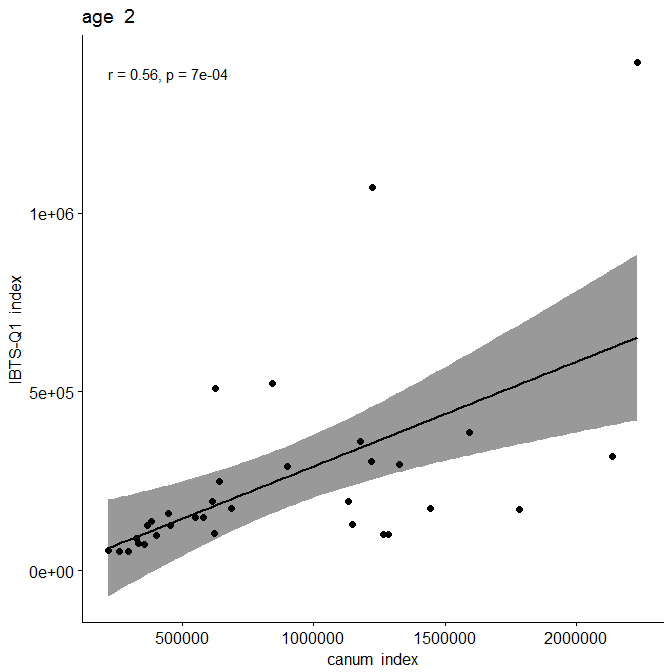 age 2
r = 0.56, p = 7e-04
1e+06
5e+05
0e+00
IBTS-Q1 index
500000 1000000 1500000 2000000
canum index